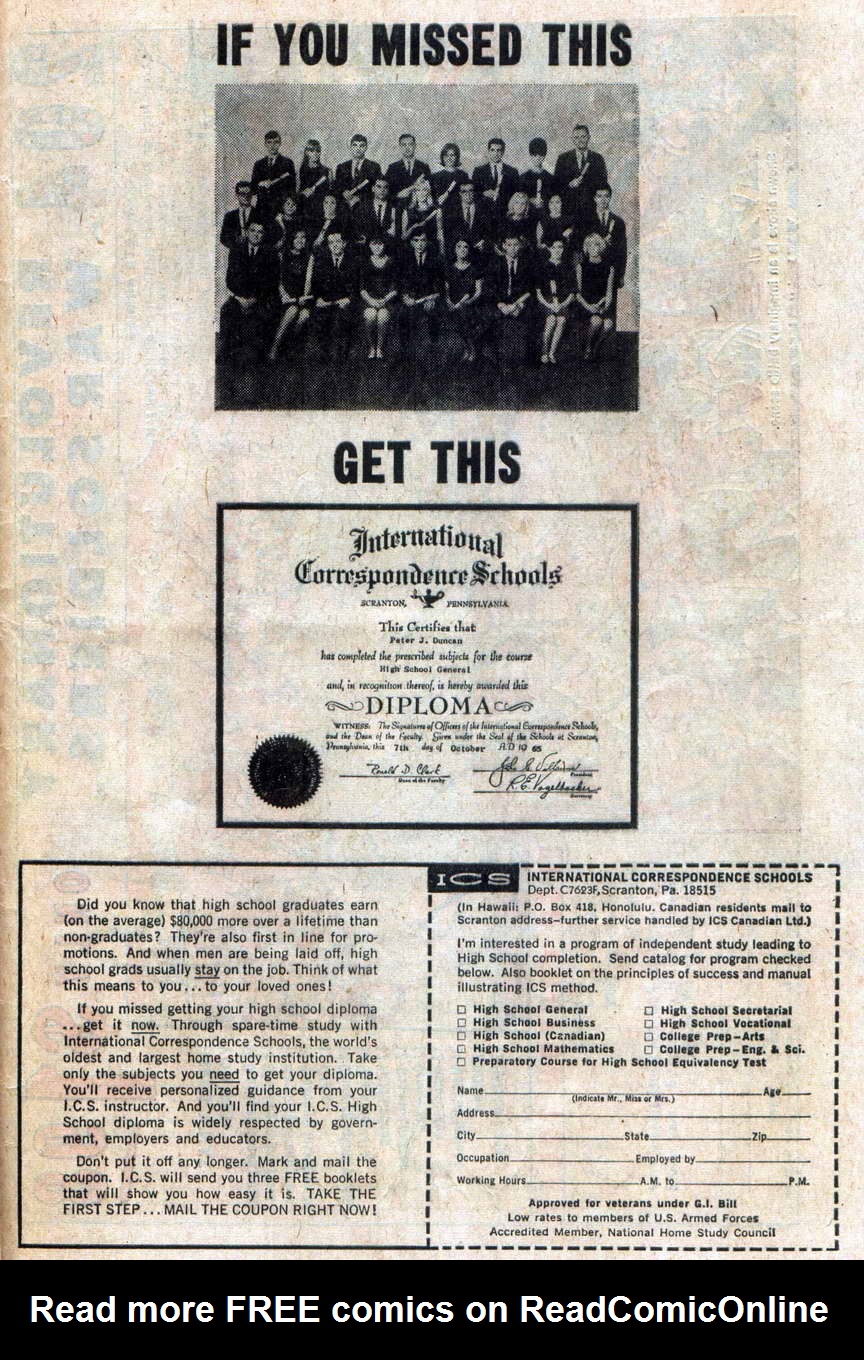 IF YOU MISSED THIS
GET THIS
International
Correspondence Schools
SCRANTON, PENNSYLVANIA
This Certifies that
Peter J. Duncan
has completed the prescribed subjects for the course
High School General
and, in recognition thereof, is hereby awarded this
DIPLOMA
WITNESS: The Signatures of Officers of the International Correspondence Schools,
and the Dean of the Faculty. Given under the Seal of the Schools at Scranton,
Pennsylvania, this 7th day of October A.D. 19 65
Ronald D. Clark
Dean of the Faculty
President
R. E. Vogelbacker
Secretary
Did you know that high school graduates earn
(on the average) $80,000 more over a lifetime than
non-graduates? They're also first in line for pro-
motions. And when men are being laid off, high
school grads usually stay on the job. Think of what
this means to you...to your loved ones!
If you missed getting your high school diploma
...get it now. Through spare-time study with
International Correspondence Schools, the world's
oldest and largest home study institution. Take
only the subjects you need to get your diploma.
You'll receive personalized guidance from your
I.C.S. instructor. And you'll find your I.C.S. High
School diploma is widely respected by govern-
ment, employers and educators.
Don't put it off any longer. Mark and mail the
coupon. I.C.S. will send you three FREE booklets
that will show you how easy it is. TAKE THE
FIRST STEP...MAIL THE COUPON RIGHT NOW!
ICS INTERNATIONAL CORRESPONDENCE SCHOOLS
Dept. C7623F, Scranton, Pa. 18515
(In Hawaii: P.O. Box 418, Honolulu. Canadian residents mail to
Scranton address–further service handled by ICS Canadian Ltd.)
I'm interested in a program of independent study leading to
High School completion. Send catalog for program checked
below. Also booklet on the principles of success and manual
illustrating ICS method.
☐ High School General ☐ High School Secretarial
☐ High School Business ☐ High School Vocational
☐ High School (Canadian) ☐ College Prep–Arts
☐ High School Mathematics ☐ College Prep–Eng. & Sci.
☐ Preparatory Course for High School Equivalency Test
Name Age
(Indicate Mr., Miss or Mrs.)
Address
City State Zip
Occupation Employed by
Working Hours A.M. to P.M.
Approved for veterans under G.I. Bill
Low rates to members of U.S. Armed Forces
Accredited Member, National Home Study Council
Read more FREE comics on ReadComicOnline